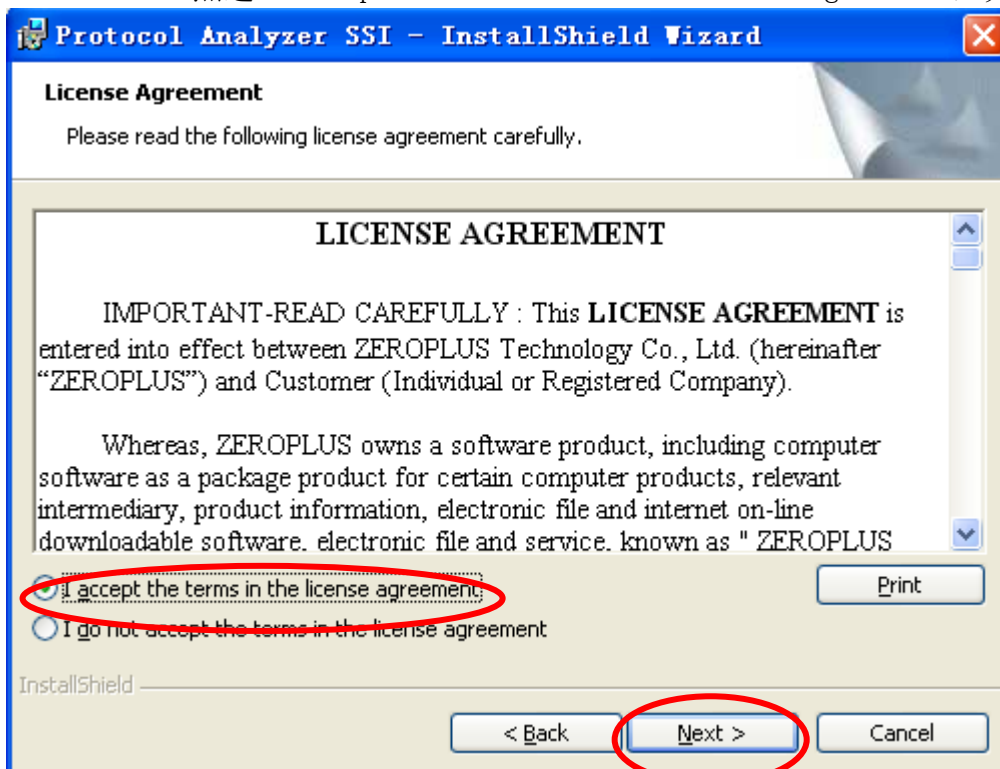 Protocol Analyzer SSI - InstallShield Wizard
License Agreement
Please read the following license agreement carefully.
LICENSE AGREEMENT
IMPORTANT-READ CAREFULLY : This LICENSE AGREEMENT is
entered into effect between ZEROPLUS Technology Co., Ltd. (hereinafter
“ZEROPLUS”) and Customer (Individual or Registered Company).
Whereas, ZEROPLUS owns a software product, including computer
software as a package product for certain computer products, relevant
intermediary, product information, electronic file and internet on-line
downloadable software, electronic file and service, known as " ZEROPLUS
I accept the terms in the license agreement
Print
I do not accept the terms in the license agreement
InstallShield
< Back
Next >
Cancel